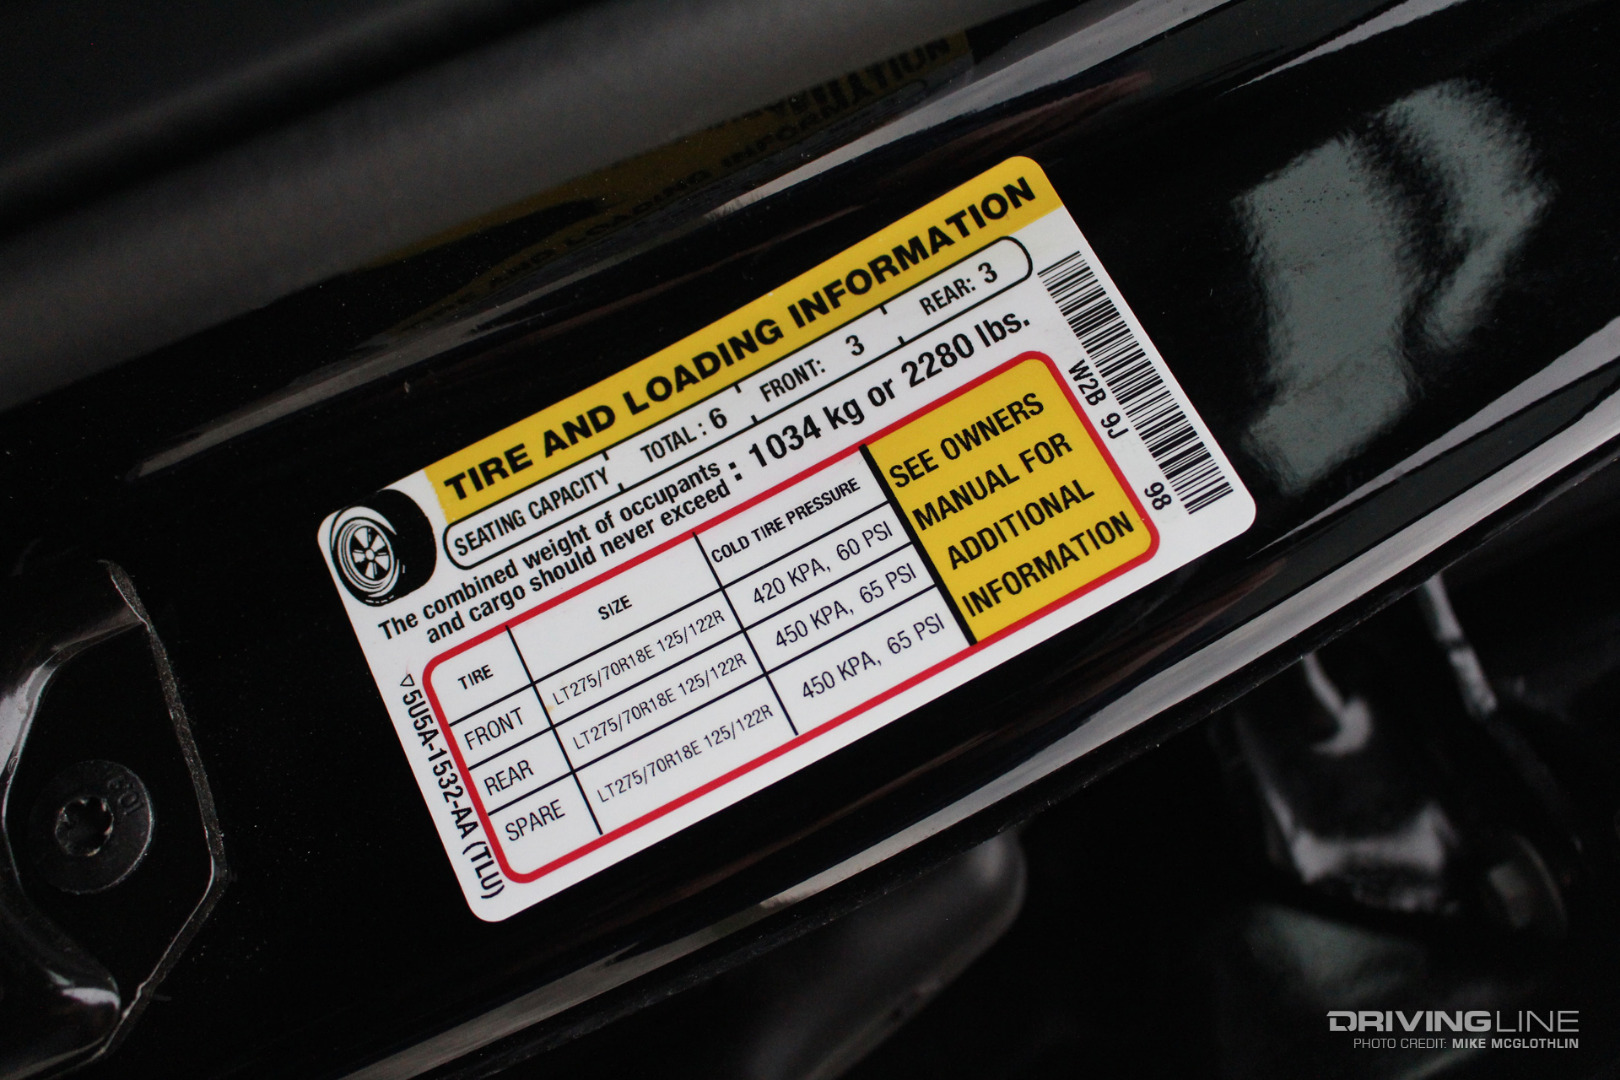 TIRE AND LOADING INFORMATION
SEATING CAPACITY TOTAL: 6 FRONT: 3 REAR: 3
The combined weight of occupants
and cargo should never exceed : 1034 kg or 2280 lbs.
TIRE SIZE COLD TIRE PRESSURE
FRONT LT275/70R18E 125/122R 420 KPA, 60 PSI
REAR LT275/70R18E 125/122R 450 KPA, 65 PSI
SPARE LT275/70R18E 125/122R 450 KPA, 65 PSI
SEE OWNERS
MANUAL FOR
ADDITIONAL
INFORMATION
W2B 9J 98
5U5A-1532-AA (TLU)
DRIVINGLINE
PHOTO CREDIT: MIKE MCGLOTHLIN